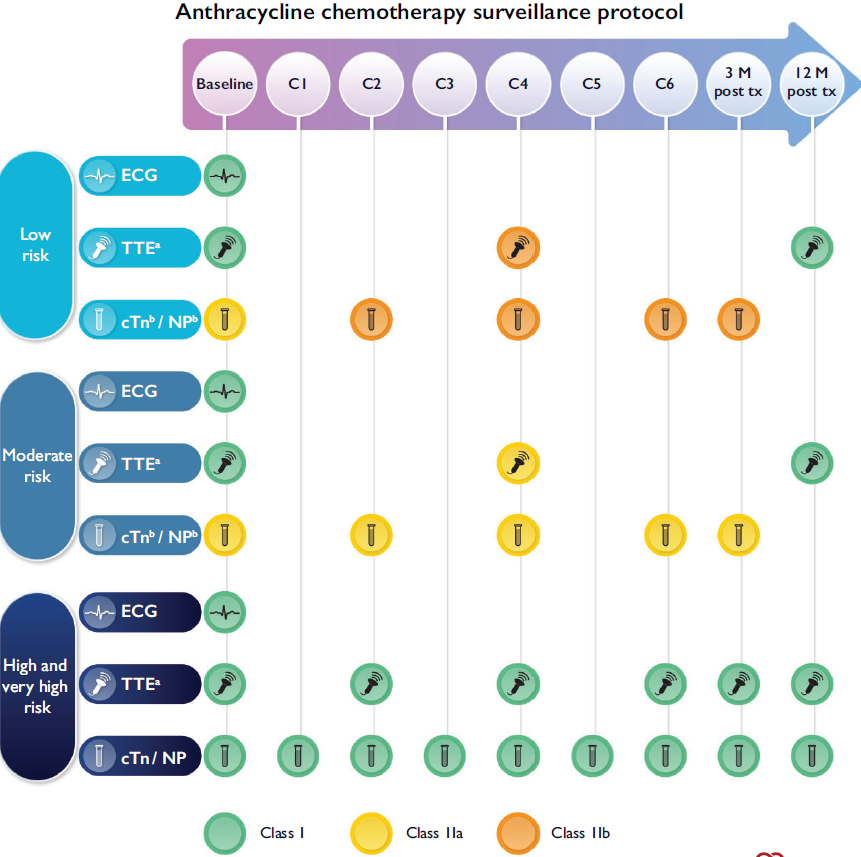 Anthracycline chemotherapy surveillance protocol
Baseline
C1
C2
C3
C4
C5
C6
3 M
post tx
12 M
post tx
Low
risk
ECG
TTEᵃ
cTnᵇ / NPᵇ
Moderate
risk
ECG
TTEᵃ
cTnᵇ / NPᵇ
High and
very high
risk
ECG
TTEᵃ
cTn / NP
Class I
Class IIa
Class IIb